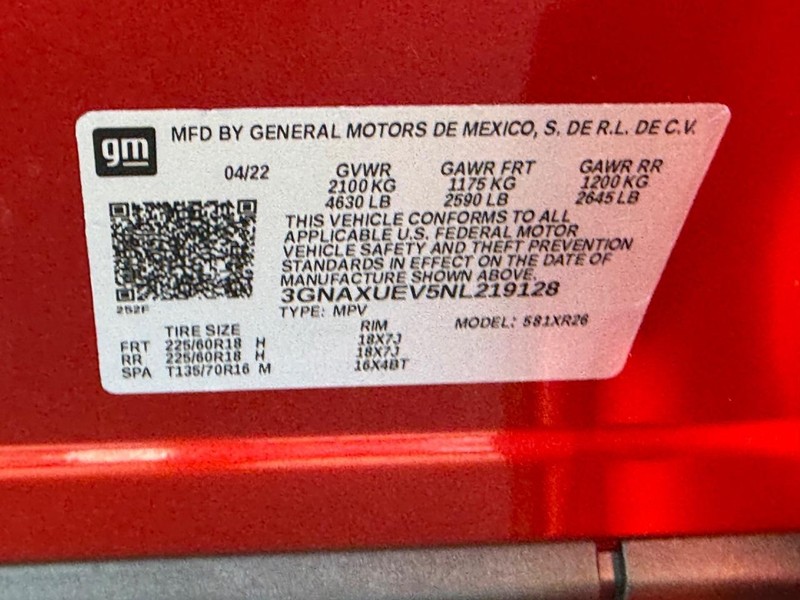 gm
MFD BY GENERAL MOTORS DE MEXICO, S. DE R.L. DE C.V.
04/22 GVWR GAWR FRT GAWR RR
2100 KG 1175 KG 1200 KG
4630 LB 2590 LB 2645 LB
THIS VEHICLE CONFORMS TO ALL
APPLICABLE U.S. FEDERAL MOTOR
VEHICLE SAFETY AND THEFT PREVENTION
STANDARDS IN EFFECT ON THE DATE OF
MANUFACTURE SHOWN ABOVE.
3GNAXUEV5NL219128
252F
TYPE: MPV MODEL: 581XR26
TIRE SIZE RIM
FRT 225/60R18 H 18X7J
RR 225/60R18 H 18X7J
SPA T135/70R16 M 16X4BT